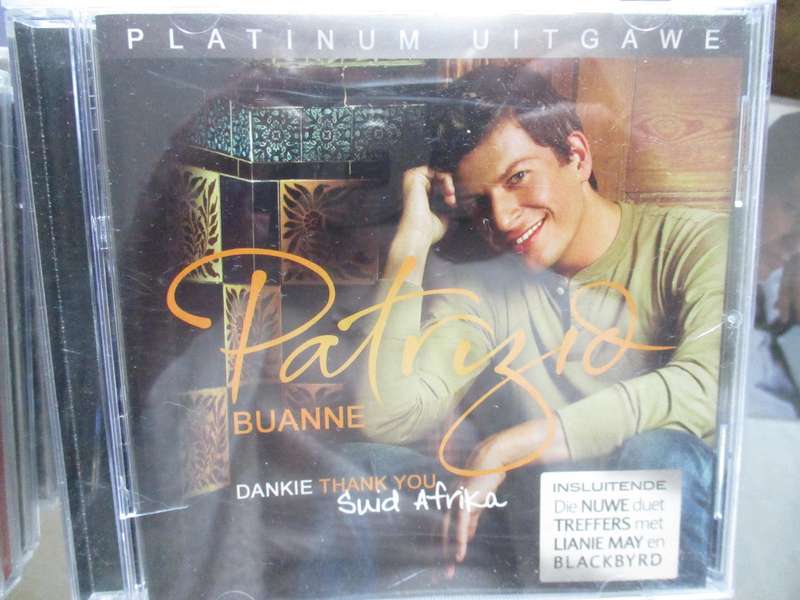 PLATINUM UITGAWE
Patrizio
BUANNE
DANKIE THANK YOU
Suid Afrika
INSLUITENDE
Die NUWE duet
TREFFERS met
LIANIE MAY en
BLACKBYRD